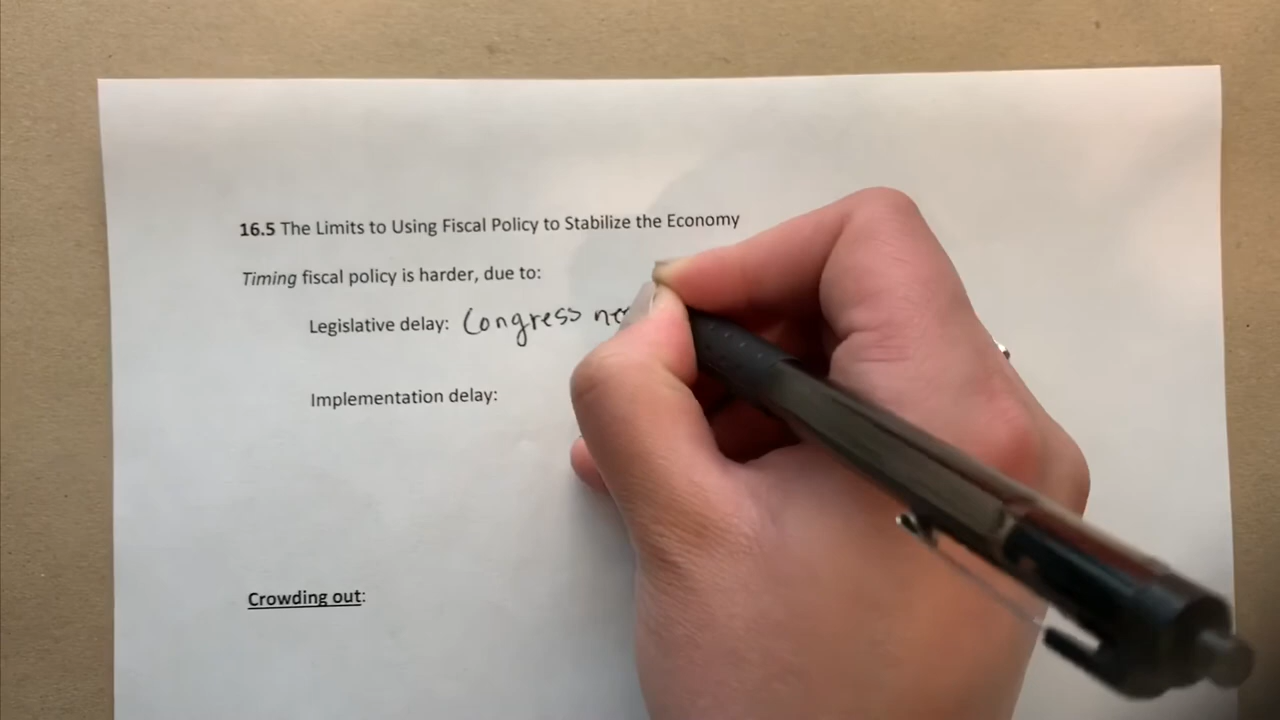 16.5 The Limits to Using Fiscal Policy to Stabilize the Economy
Timing fiscal policy is harder, due to:
Legislative delay: Congress
Implementation delay:
Crowding out: